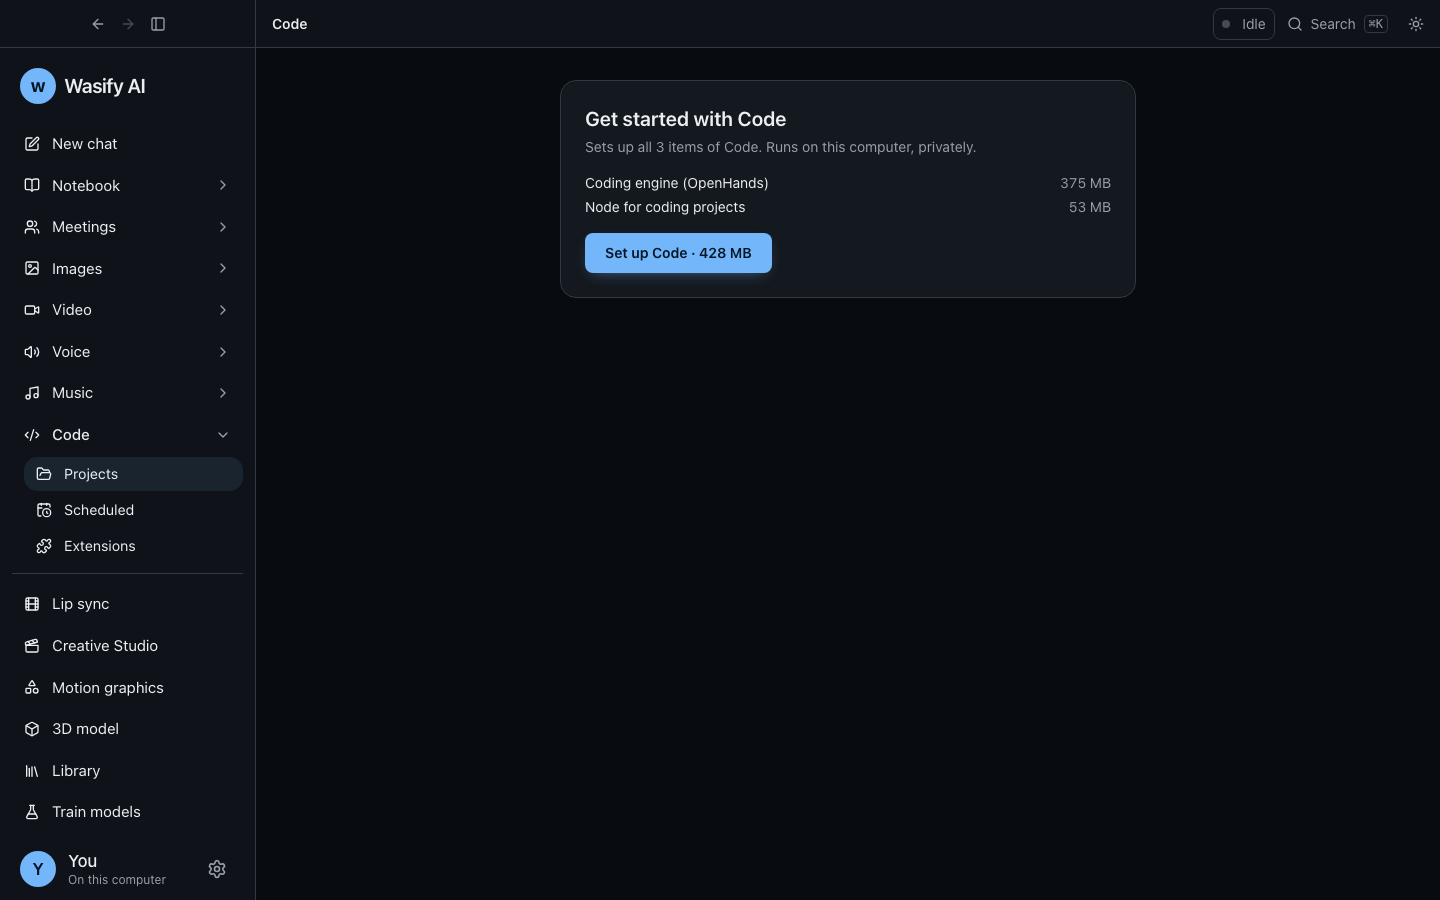 Code
Idle
Search ⌘K
W
Wasify AI
New chat
Notebook
Meetings
Images
Video
Voice
Music
Code
Projects
Scheduled
Extensions
Lip sync
Creative Studio
Motion graphics
3D model
Library
Train models
Y
You
On this computer
Get started with Code
Sets up all 3 items of Code. Runs on this computer, privately.
Coding engine (OpenHands) 375 MB
Node for coding projects 53 MB
Set up Code · 428 MB